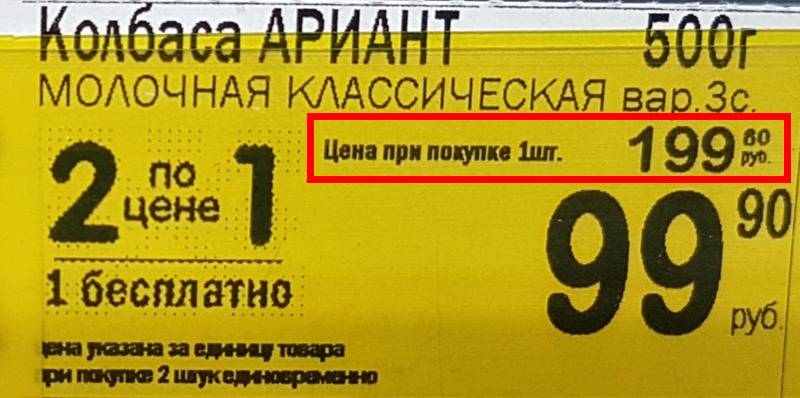 Колбаса АРИАНТ 500г
МОЛОЧНАЯ КЛАССИЧЕСКАЯ вар.3с.
Цена при покупке 1шт. 199 80 руб.
2 по цене 1
99 90 руб.
1 бесплатно
цена указана за единицу товара
при покупке 2 штук единовременно